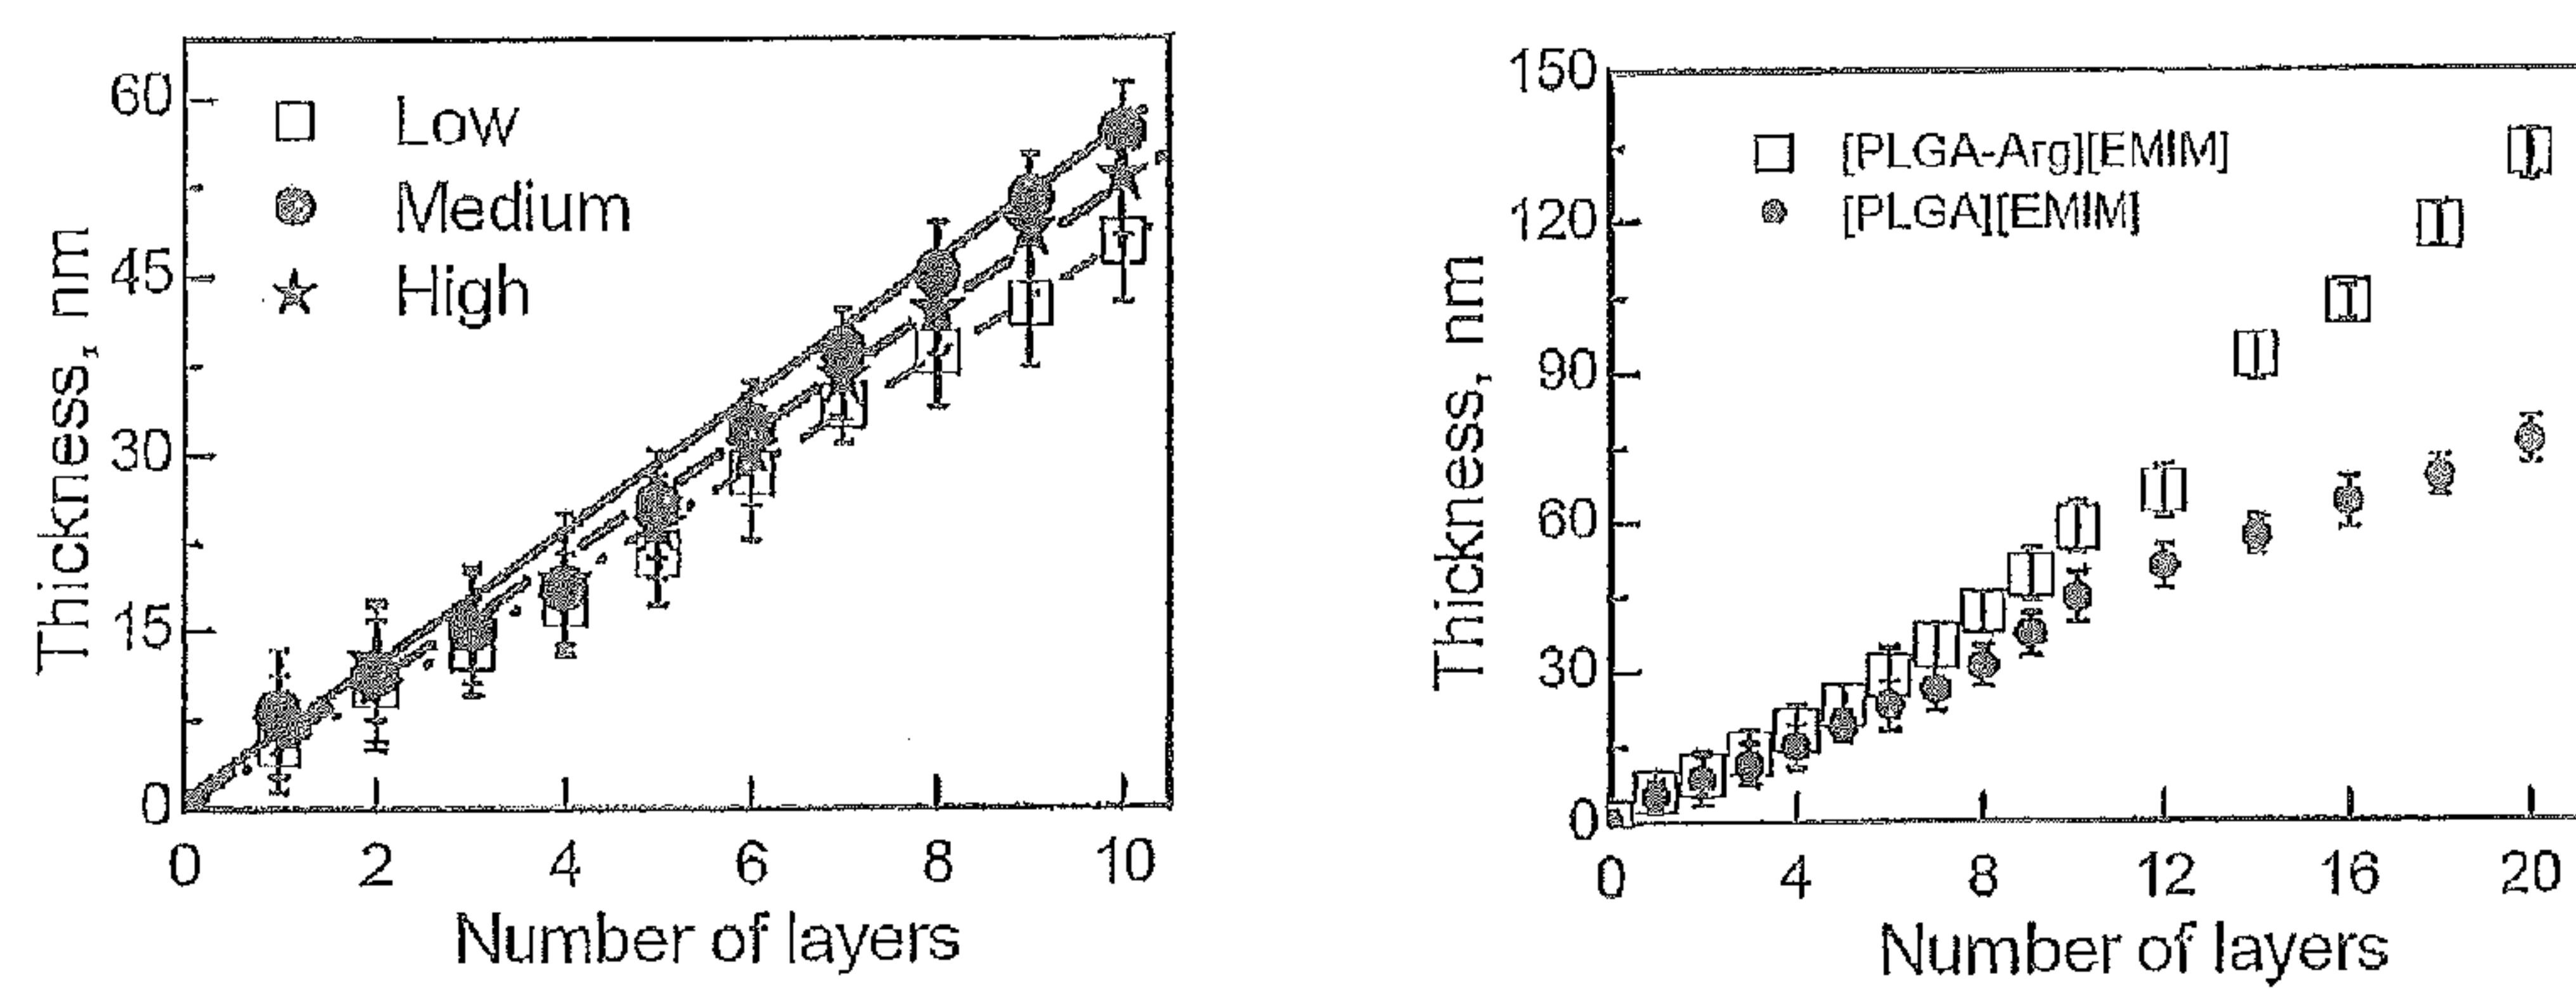 60
45
30
15
0
Thickness, nm
Low
Medium
High
0 2 4 6 8 10
Number of layers
150
120
90
60
30
0
Thickness, nm
[PLGA-Arg][EMIM]
[PLGA][EMIM]
0 4 8 12 16 20
Number of layers